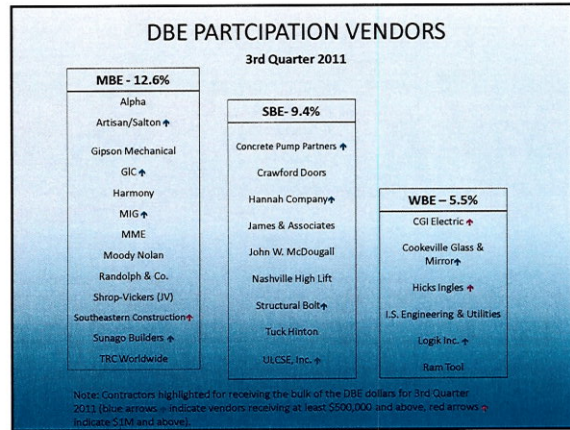 DBE PARTCIPATION VENDORS
3rd Quarter 2011
MBE - 12.6%
Alpha
Artisan/Salton ↑
Gipson Mechanical
GIC ↑
Harmony
MIG ↑
MME
Moody Nolan
Randolph & Co.
Shrop-Vickers (JV)
Southeastern Construction ↑
Sunago Builders ↑
TRC Worldwide
SBE- 9.4%
Concrete Pump Partners ↑
Crawford Doors
Hannah Company ↑
James & Associates
John W. McDougall
Nashville High Lift
Structural Bolt ↑
Tuck Hinton
ULCSE, Inc. ↑
WBE – 5.5%
CGI Electric ↑
Cookeville Glass &
Mirror ↑
Hicks Ingles ↑
I.S. Engineering & Utilities
Logik Inc. ↑
Ram Tool
Note: Contractors highlighted for receiving the bulk of the DBE dollars for 3rd Quarter
2011 (blue arrows ↑ indicate vendors receiving at least $500,000 and above, red arrows ↑
indicate $1M and above).